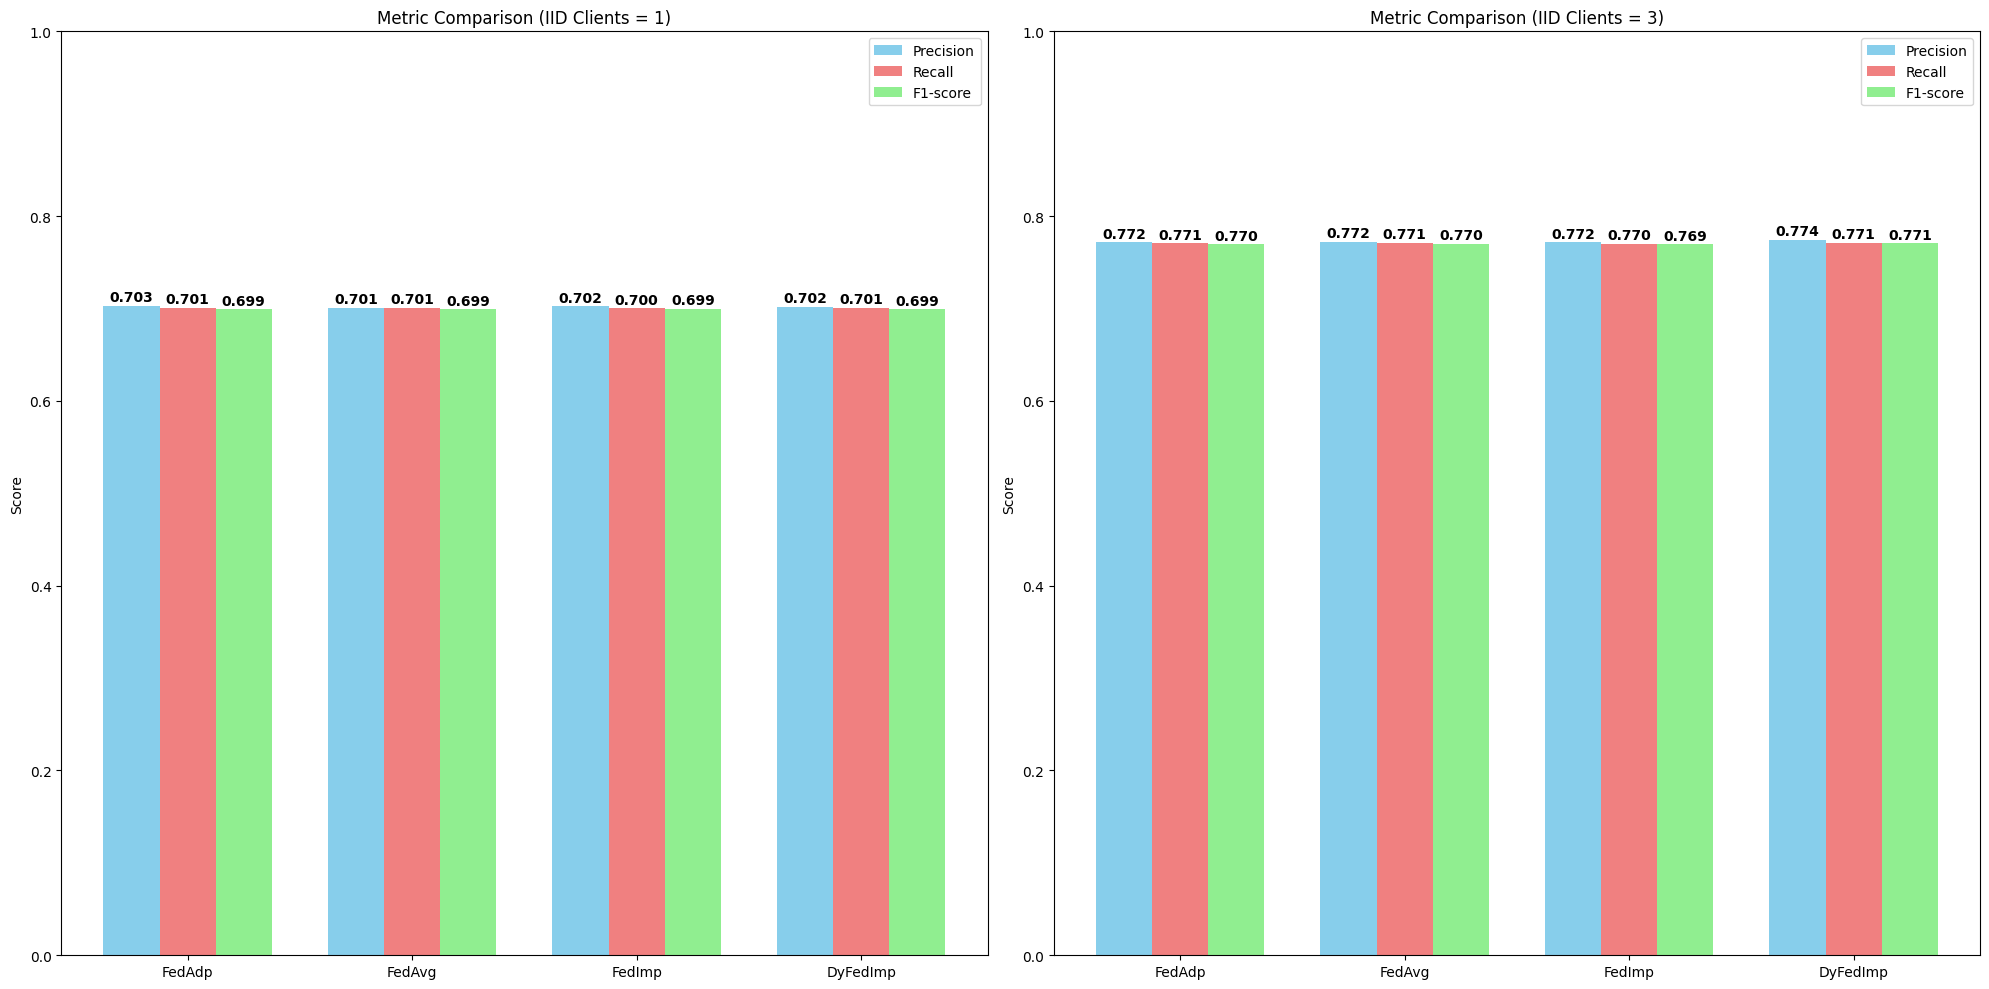 Metric Comparison (IID Clients = 1)
Precision
Recall
F1-score
1.0
0.8
0.6
0.4
0.2
0.0
Score
0.703 0.701 0.699 0.701 0.701 0.699 0.702 0.700 0.699 0.702 0.701 0.699
FedAdp FedAvg FedImp DyFedImp
Metric Comparison (IID Clients = 3)
Precision
Recall
F1-score
1.0
0.8
0.6
0.4
0.2
0.0
Score
0.772 0.771 0.770 0.772 0.771 0.770 0.772 0.770 0.769 0.774 0.771 0.771
FedAdp FedAvg FedImp DyFedImp